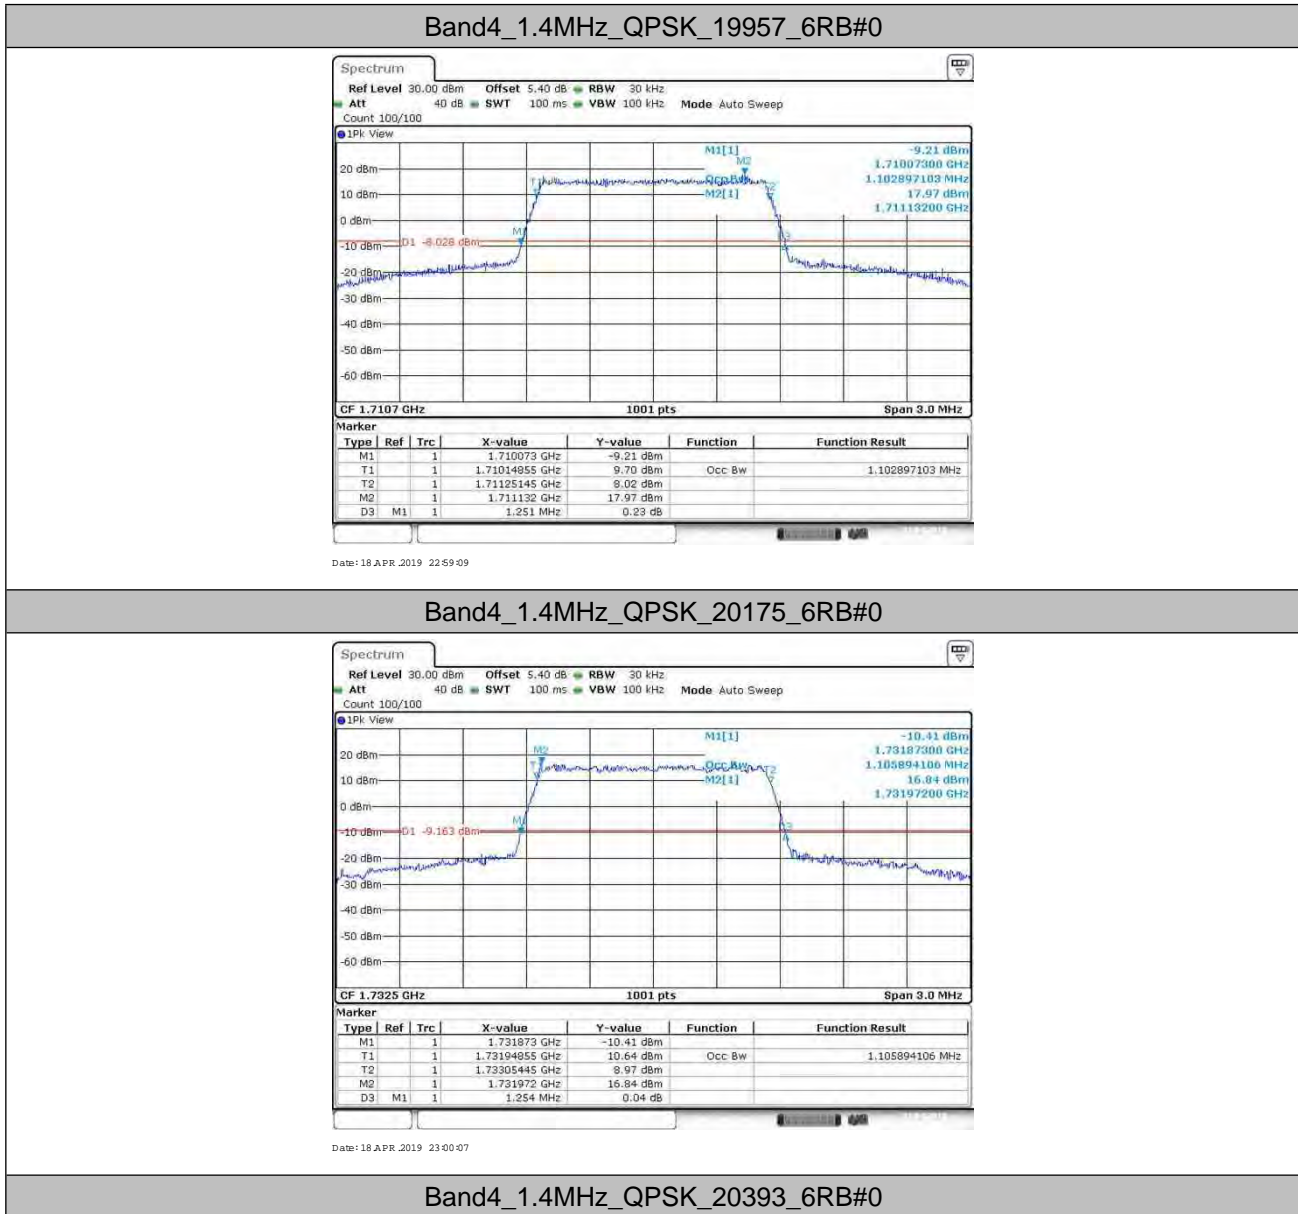 Band4_1.4MHz_QPSK_19957_6RB#0
Spectrum
Ref Level 30.00 dBm Offset 5.40 dB RBW 30 kHz
Att 40 dB SWT 100 ms VBW 100 kHz Mode Auto Sweep
Count 100/100
1Pk View
M1[1] -9.21 dBm
M2
1.71007300 GHz
20 dBm
Occ Bw 1.102897103 MHz
T1
T2
10 dBm
M2[1] 17.97 dBm
1.71113200 GHz
0 dBm
M1
D3
-10 dBm
D1 -8.028 dBm
-20 dBm
-30 dBm
-40 dBm
-50 dBm
-60 dBm
CF 1.7107 GHz 1001 pts Span 3.0 MHz
Marker
Type Ref Trc X-value Y-value Function Function Result
M1 1 1.710073 GHz -9.21 dBm
T1 1 1.71014855 GHz 9.70 dBm Occ Bw 1.102897103 MHz
T2 1 1.71125145 GHz 8.02 dBm
M2 1 1.711132 GHz 17.97 dBm
D3 M1 1 1.251 MHz 0.23 dB
Date: 18.APR.2019 22:59:09
Band4_1.4MHz_QPSK_20175_6RB#0
Spectrum
Ref Level 30.00 dBm Offset 5.40 dB RBW 30 kHz
Att 40 dB SWT 100 ms VBW 100 kHz Mode Auto Sweep
Count 100/100
1Pk View
M1[1] -10.41 dBm
M2
1.73187300 GHz
20 dBm
Occ Bw 1.105894106 MHz
T2
10 dBm
M2[1] 16.84 dBm
1.73197200 GHz
0 dBm
M1
D3
-10 dBm
D1 -9.163 dBm
-20 dBm
-30 dBm
-40 dBm
-50 dBm
-60 dBm
CF 1.7325 GHz 1001 pts Span 3.0 MHz
Marker
Type Ref Trc X-value Y-value Function Function Result
M1 1 1.731873 GHz -10.41 dBm
T1 1 1.73194855 GHz 10.64 dBm Occ Bw 1.105894106 MHz
T2 1 1.73305445 GHz 8.97 dBm
M2 1 1.731972 GHz 16.84 dBm
D3 M1 1 1.254 MHz 0.04 dB
Date: 18.APR.2019 23:00:07
Band4_1.4MHz_QPSK_20393_6RB#0